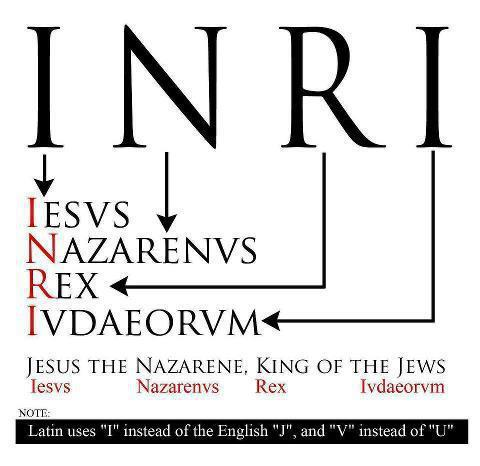 INRI
IESVS
NAZARENVS
REX
IVDAEORVM
JESUS THE NAZARENE, KING OF THE JEWS
Iesvs Nazarenvs Rex Ivdaeorvm
NOTE:
Latin uses "I" instead of the English "J", and "V" instead of "U"